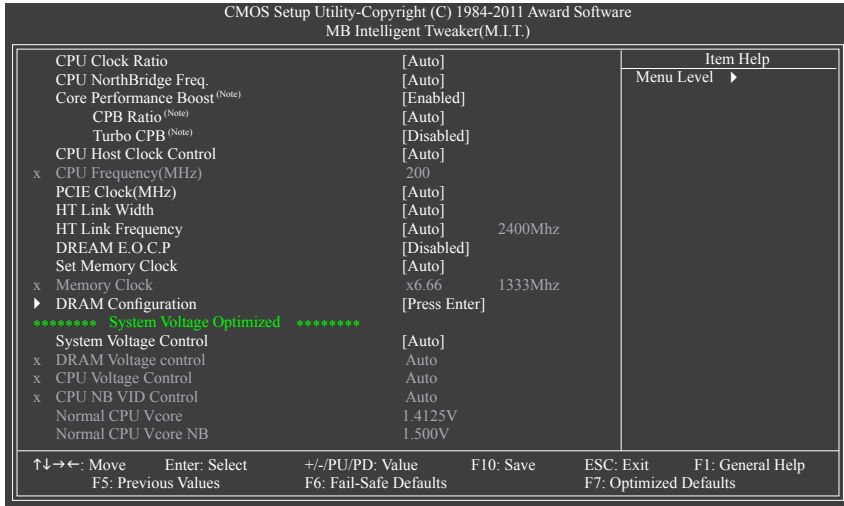 CMOS Setup Utility-Copyright (C) 1984-2011 Award Software
MB Intelligent Tweaker(M.I.T.)
CPU Clock Ratio [Auto] Item Help
CPU NorthBridge Freq. [Auto] Menu Level
Core Performance Boost (Note) [Enabled]
CPB Ratio (Note) [Auto]
Turbo CPB (Note) [Disabled]
CPU Host Clock Control [Auto]
x CPU Frequency(MHz) 200
PCIE Clock(MHz) [Auto]
HT Link Width [Auto]
HT Link Frequency [Auto] 2400Mhz
DREAM E.O.C.P [Disabled]
Set Memory Clock [Auto]
x Memory Clock x6.66 1333Mhz
DRAM Configuration [Press Enter]
******** System Voltage Optimized ********
System Voltage Control [Auto]
x DRAM Voltage control Auto
x CPU Voltage Control Auto
x CPU NB VID Control Auto
Normal CPU Vcore 1.4125V
Normal CPU Vcore NB 1.500V
↑↓→←: Move Enter: Select +/-/PU/PD: Value F10: Save ESC: Exit F1: General Help
F5: Previous Values F6: Fail-Safe Defaults F7: Optimized Defaults